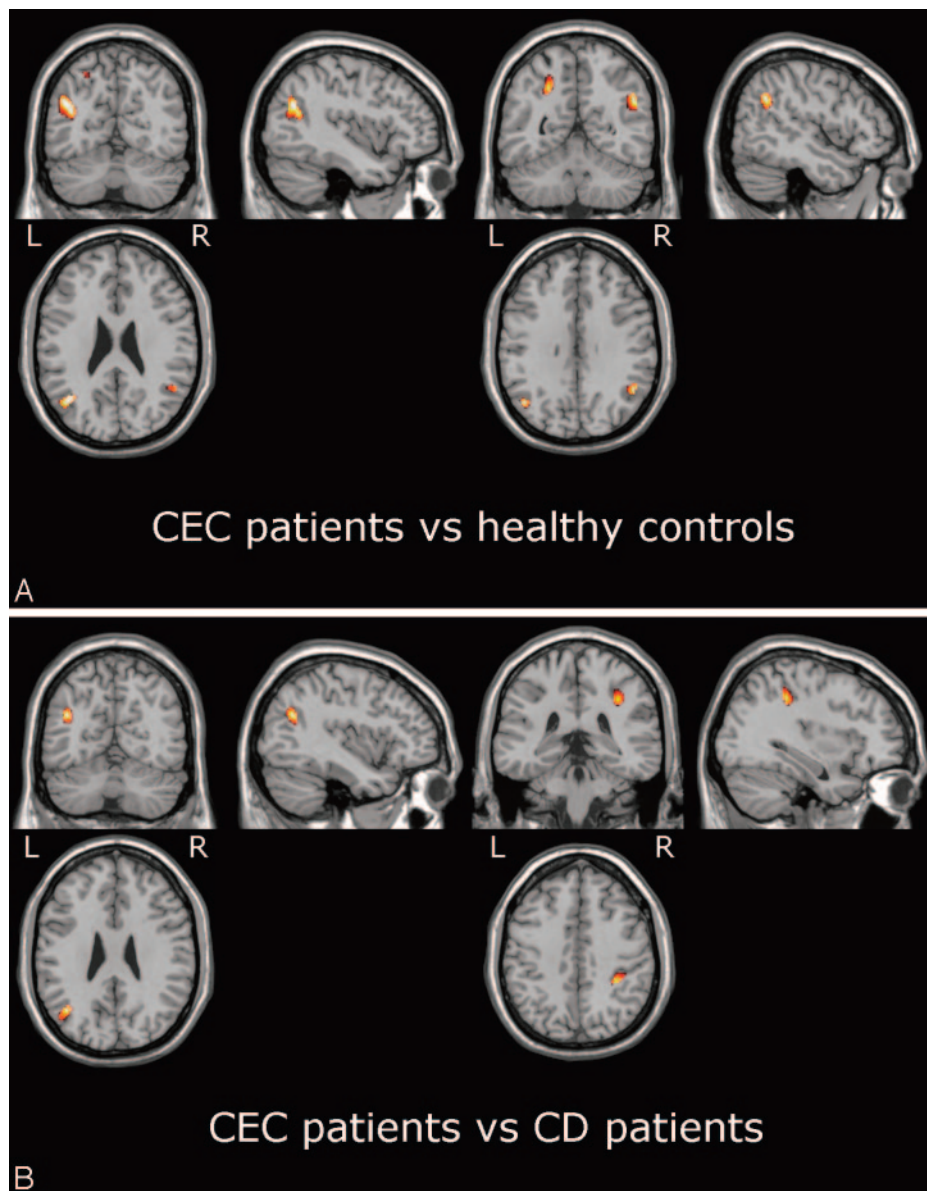 L R L R
CEC patients vs healthy controls
A
L R L R
CEC patients vs CD patients
B